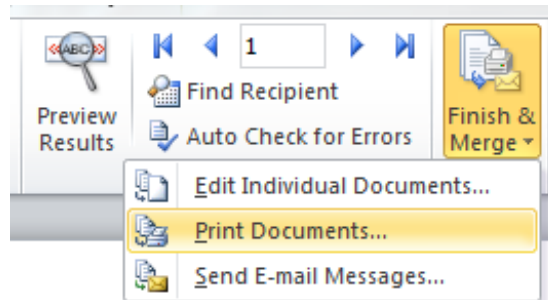 «ABC»
1
Preview
Results
Find Recipient
Auto Check for Errors
Finish &
Merge
Edit Individual Documents...
Print Documents...
Send E-mail Messages...